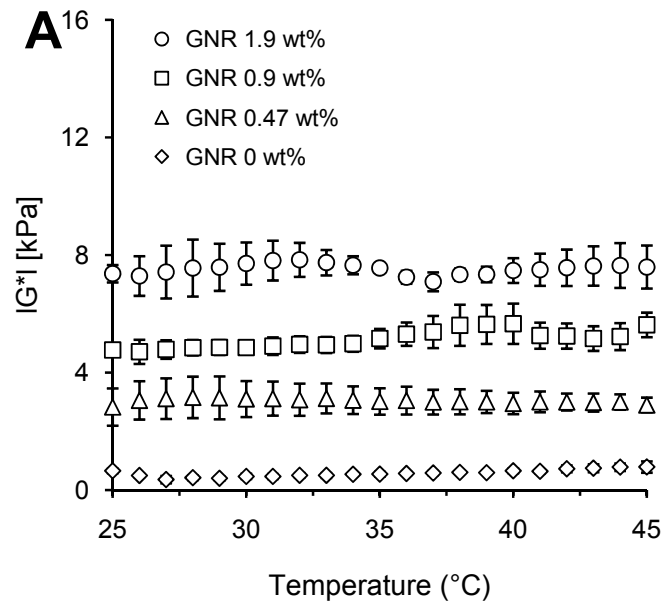 A
16
12
8
4
0
|G*| [kPa]
GNR 1.9 wt%
GNR 0.9 wt%
GNR 0.47 wt%
GNR 0 wt%
25 30 35 40 45
Temperature (°C)